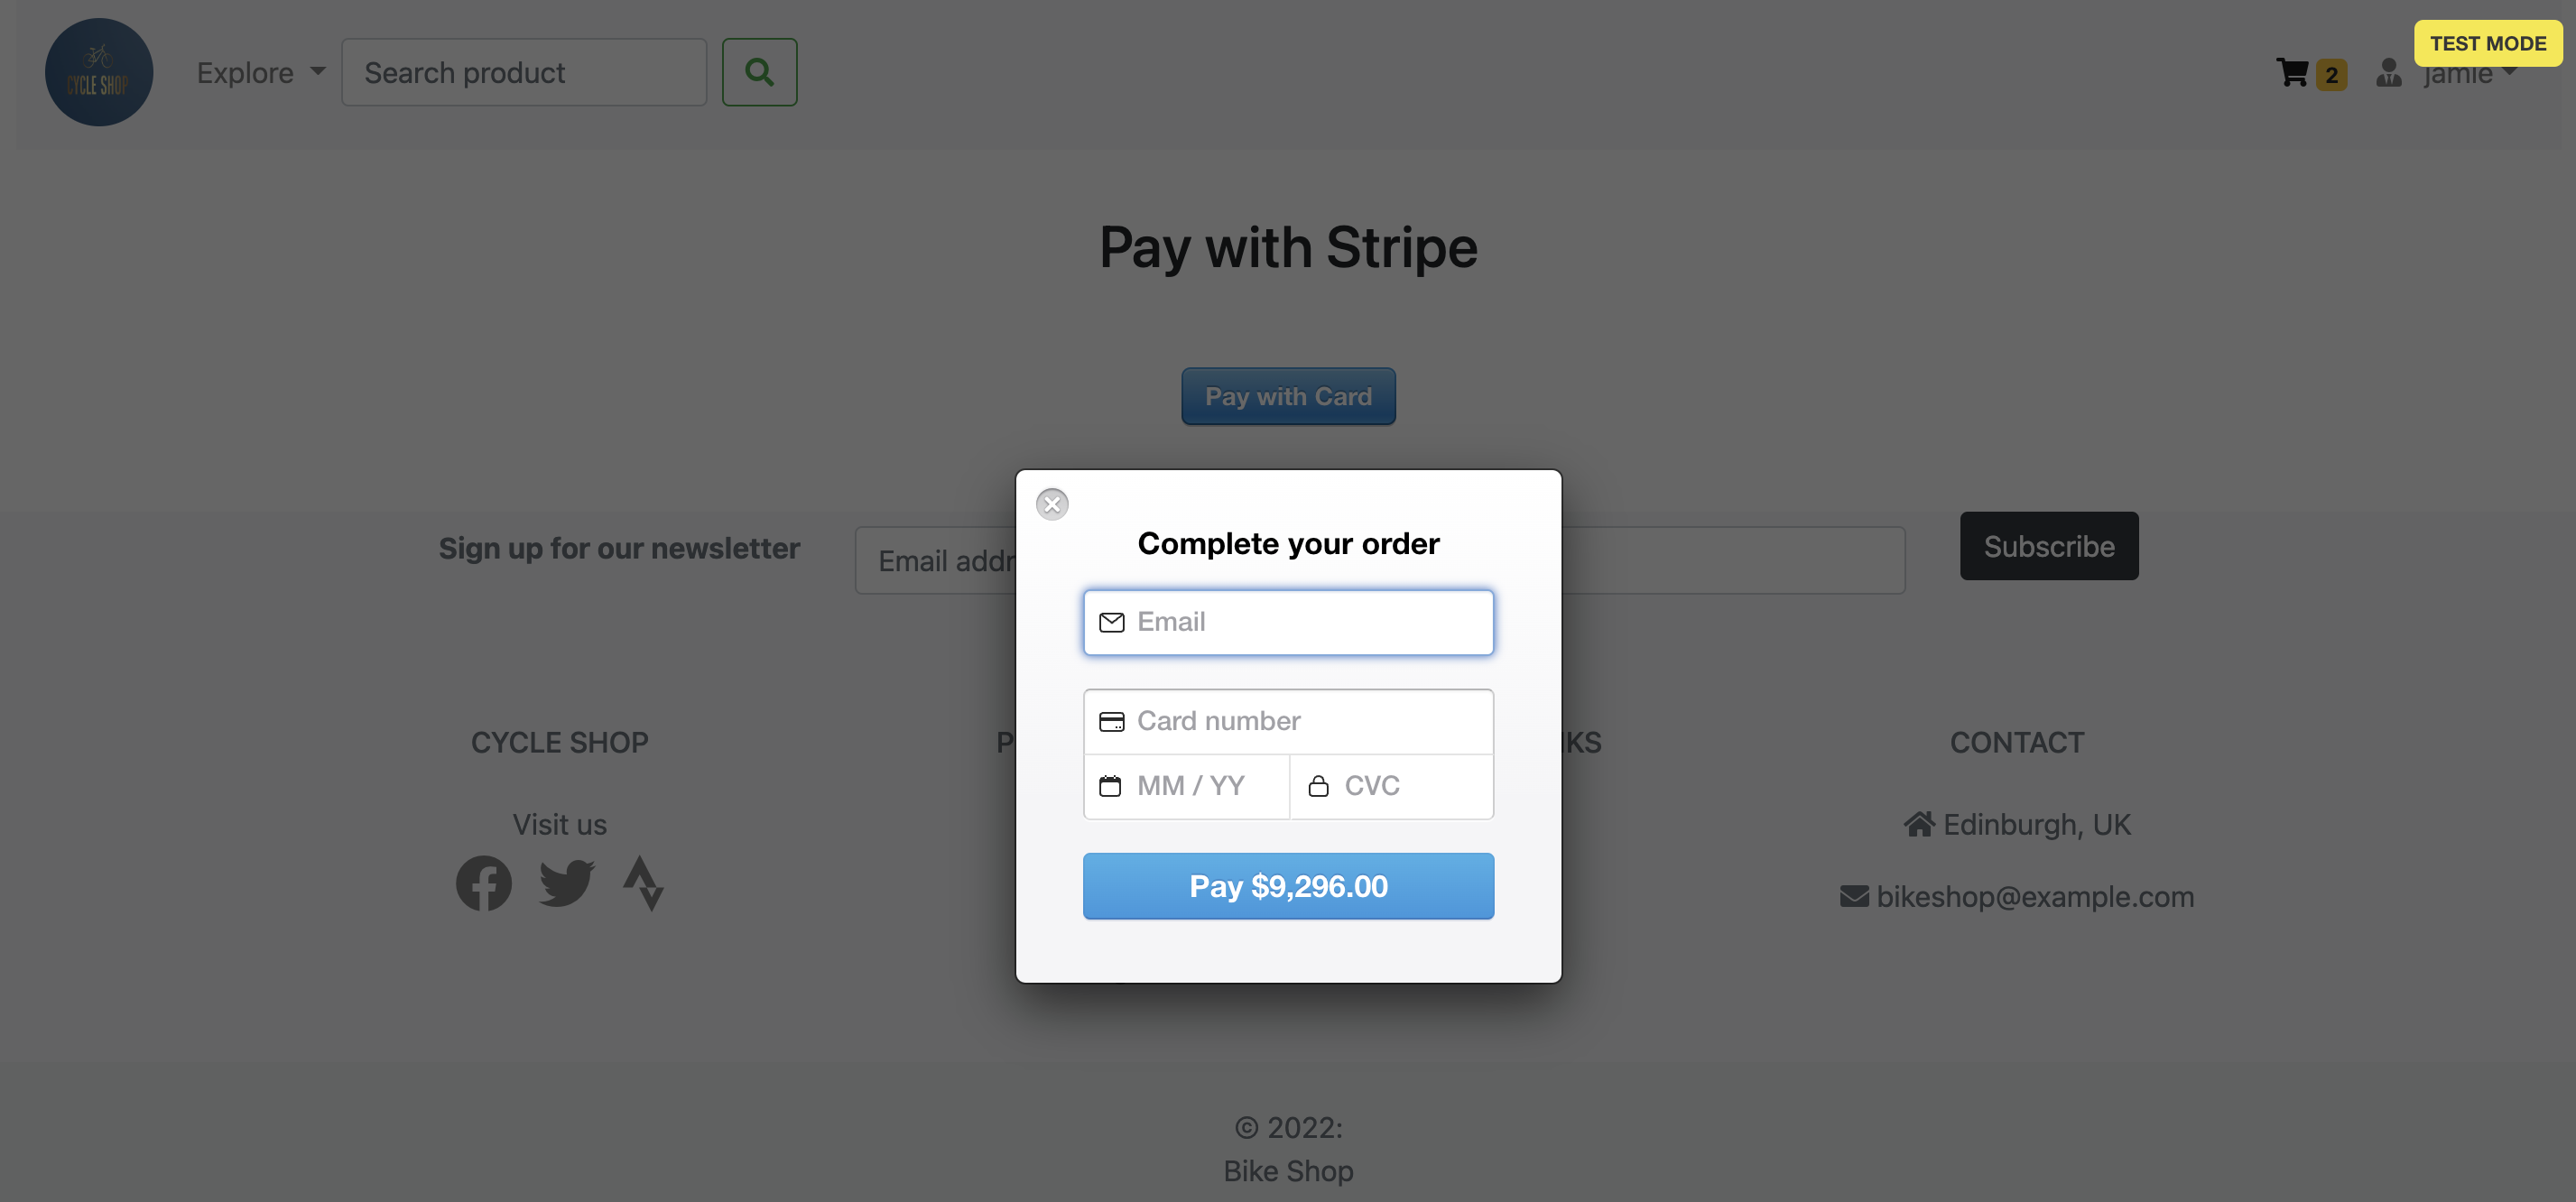 TEST MODE
CYCLE SHOP
Explore
Search product
2
jamie
Pay with Stripe
Pay with Card
Complete your order
Sign up for our newsletter
Email addr
Subscribe
Email
Card number
MM / YY
CVC
Pay $9,296.00
CYCLE SHOP
P
KS
CONTACT
Visit us
Edinburgh, UK
bikeshop@example.com
© 2022:
Bike Shop